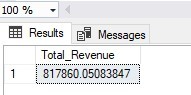 100 %
Results Messages
Total_Revenue
1 817860.05083847